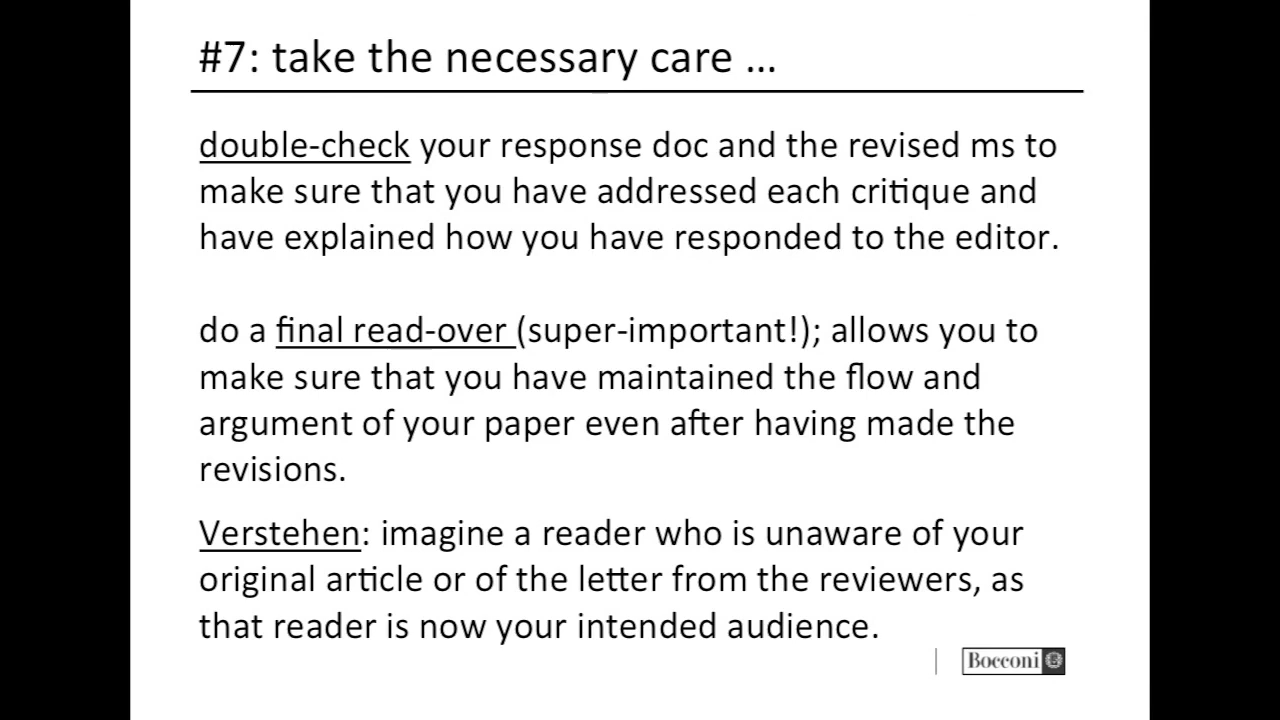 #7: take the necessary care ...
double-check your response doc and the revised ms to
make sure that you have addressed each critique and
have explained how you have responded to the editor.
do a final read-over (super-important!); allows you to
make sure that you have maintained the flow and
argument of your paper even after having made the
revisions.
Verstehen: imagine a reader who is unaware of your
original article or of the letter from the reviewers, as
that reader is now your intended audience.
Bocconi